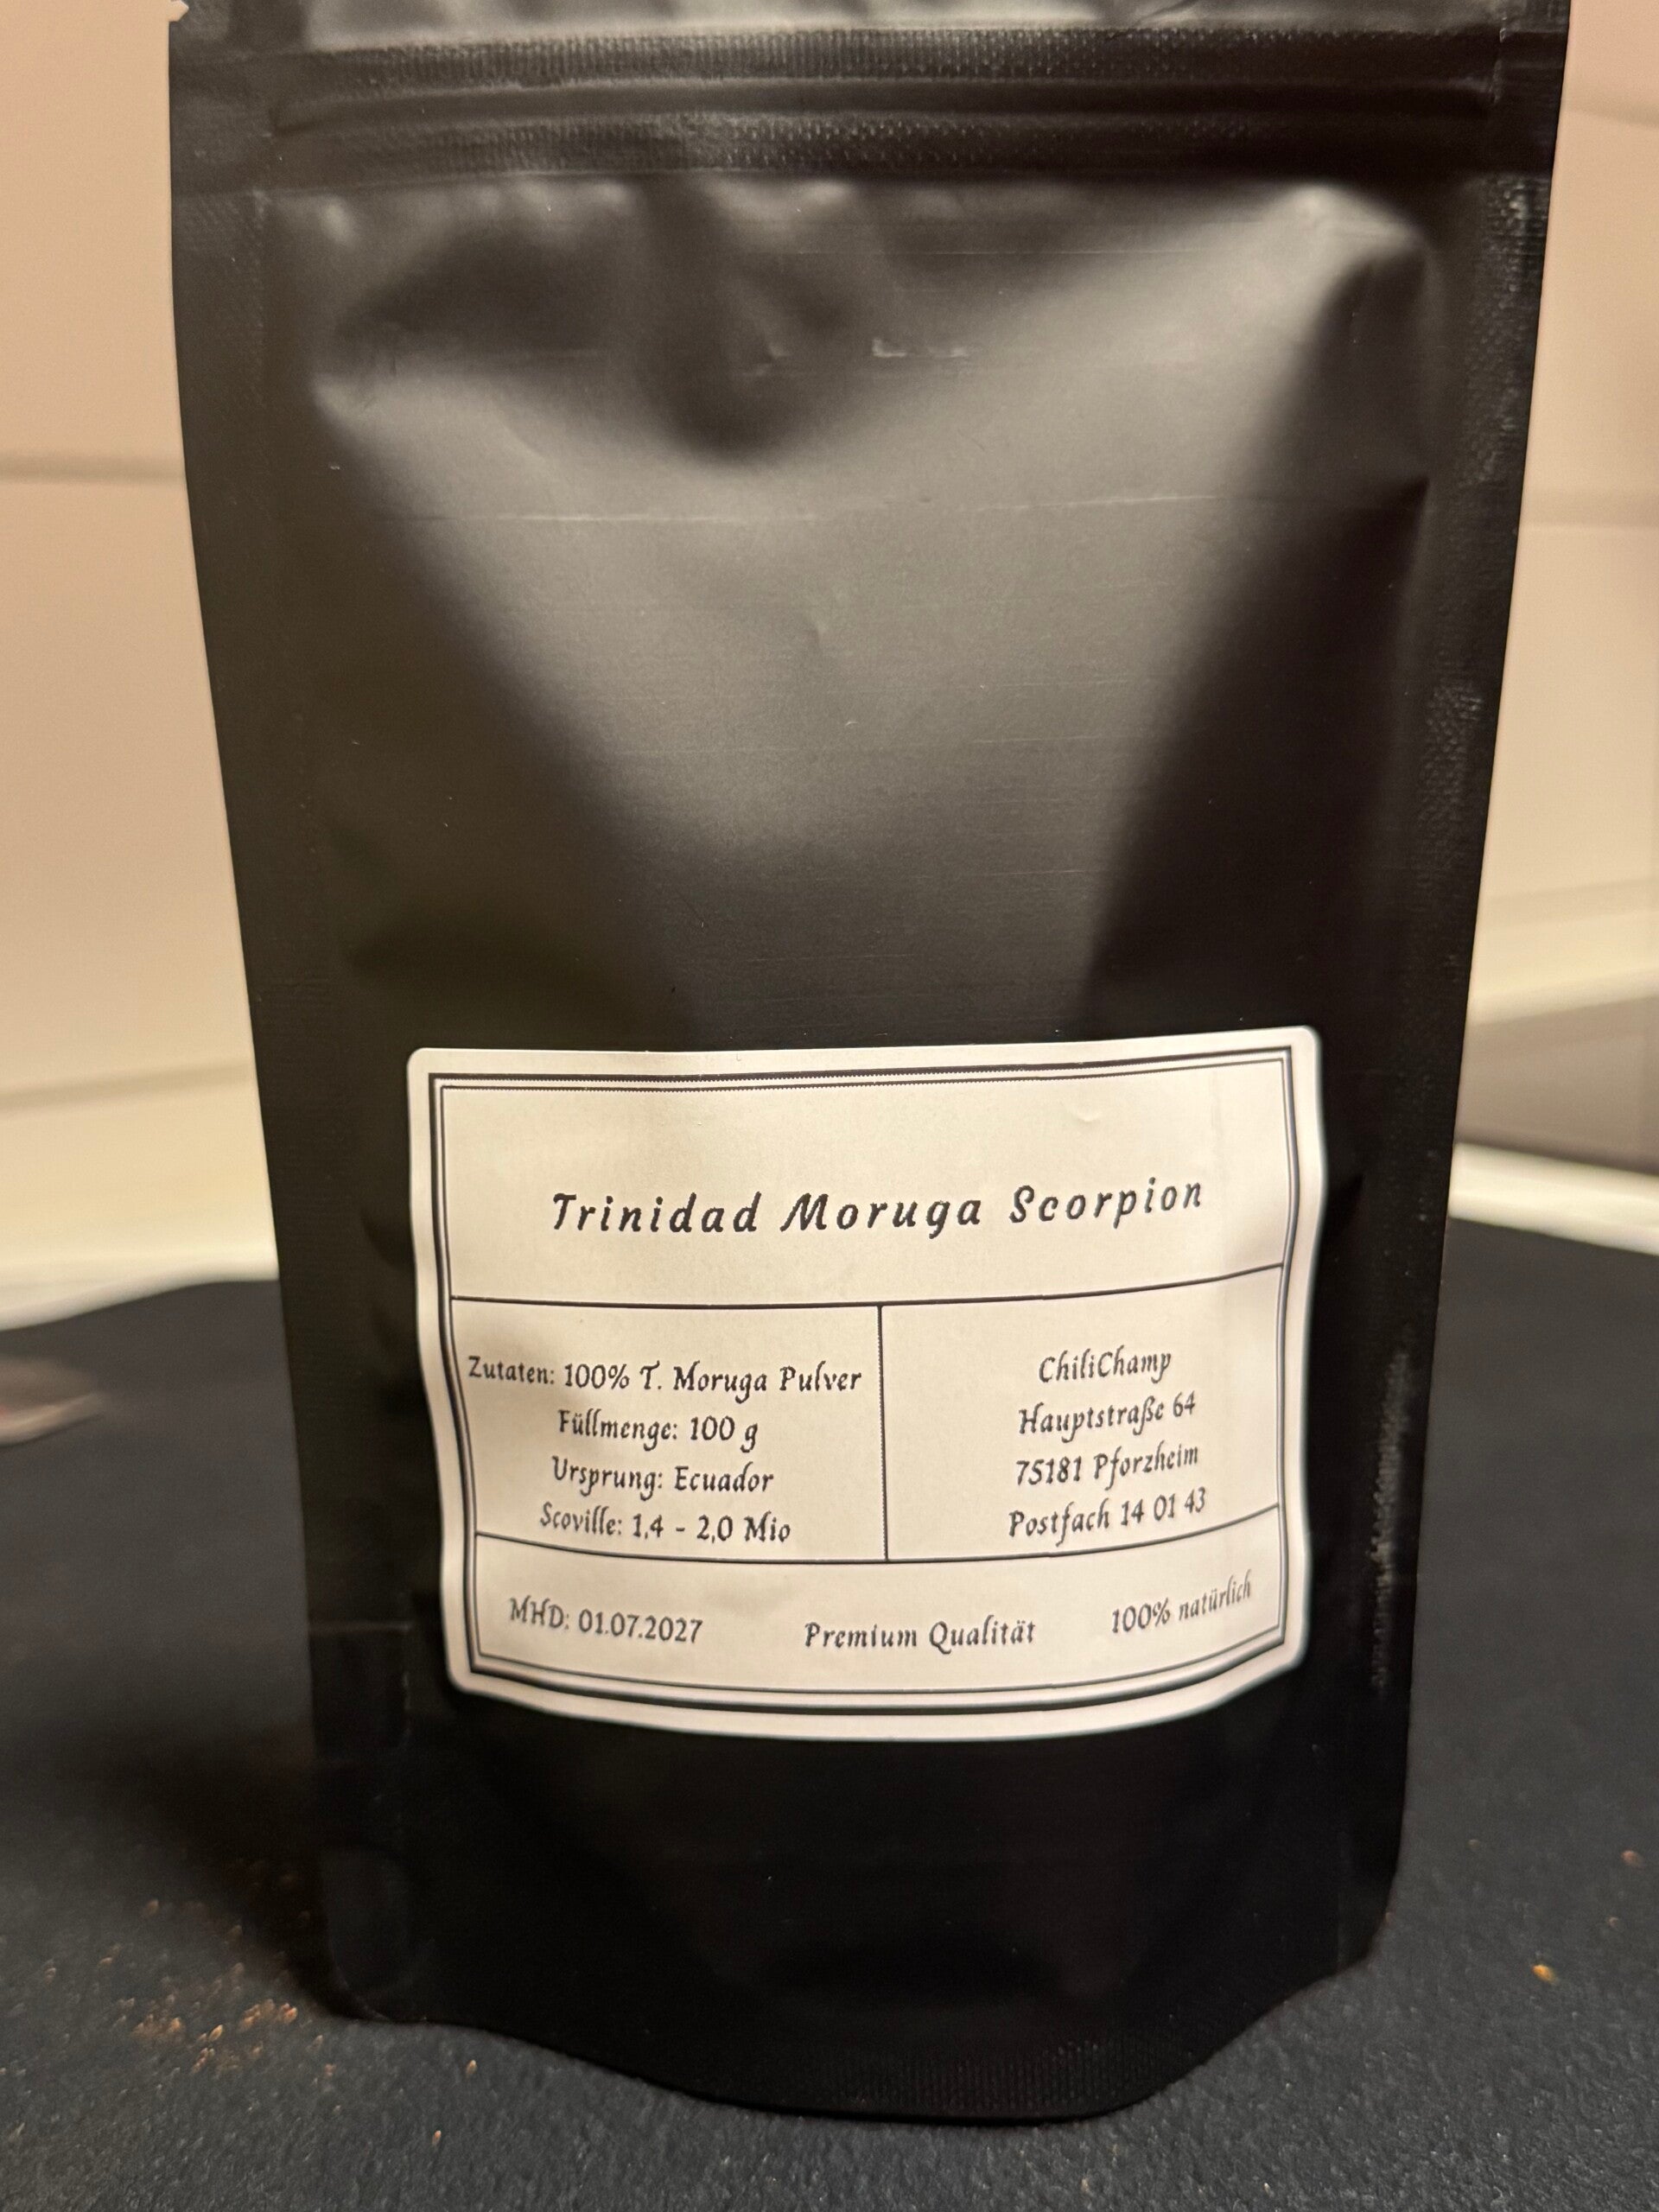 Trinidad Moruga Scorpion
Zutaten: 100% T. Moruga Pulver
Füllmenge: 100 g
Ursprung: Ecuador
Scoville: 1,4 - 2,0 Mio
ChiliChamp
Hauptstraße 64
75181 Pforzheim
Postfach 14 01 43
MHD: 01.07.2027
Premium Qualität
100% natürlich